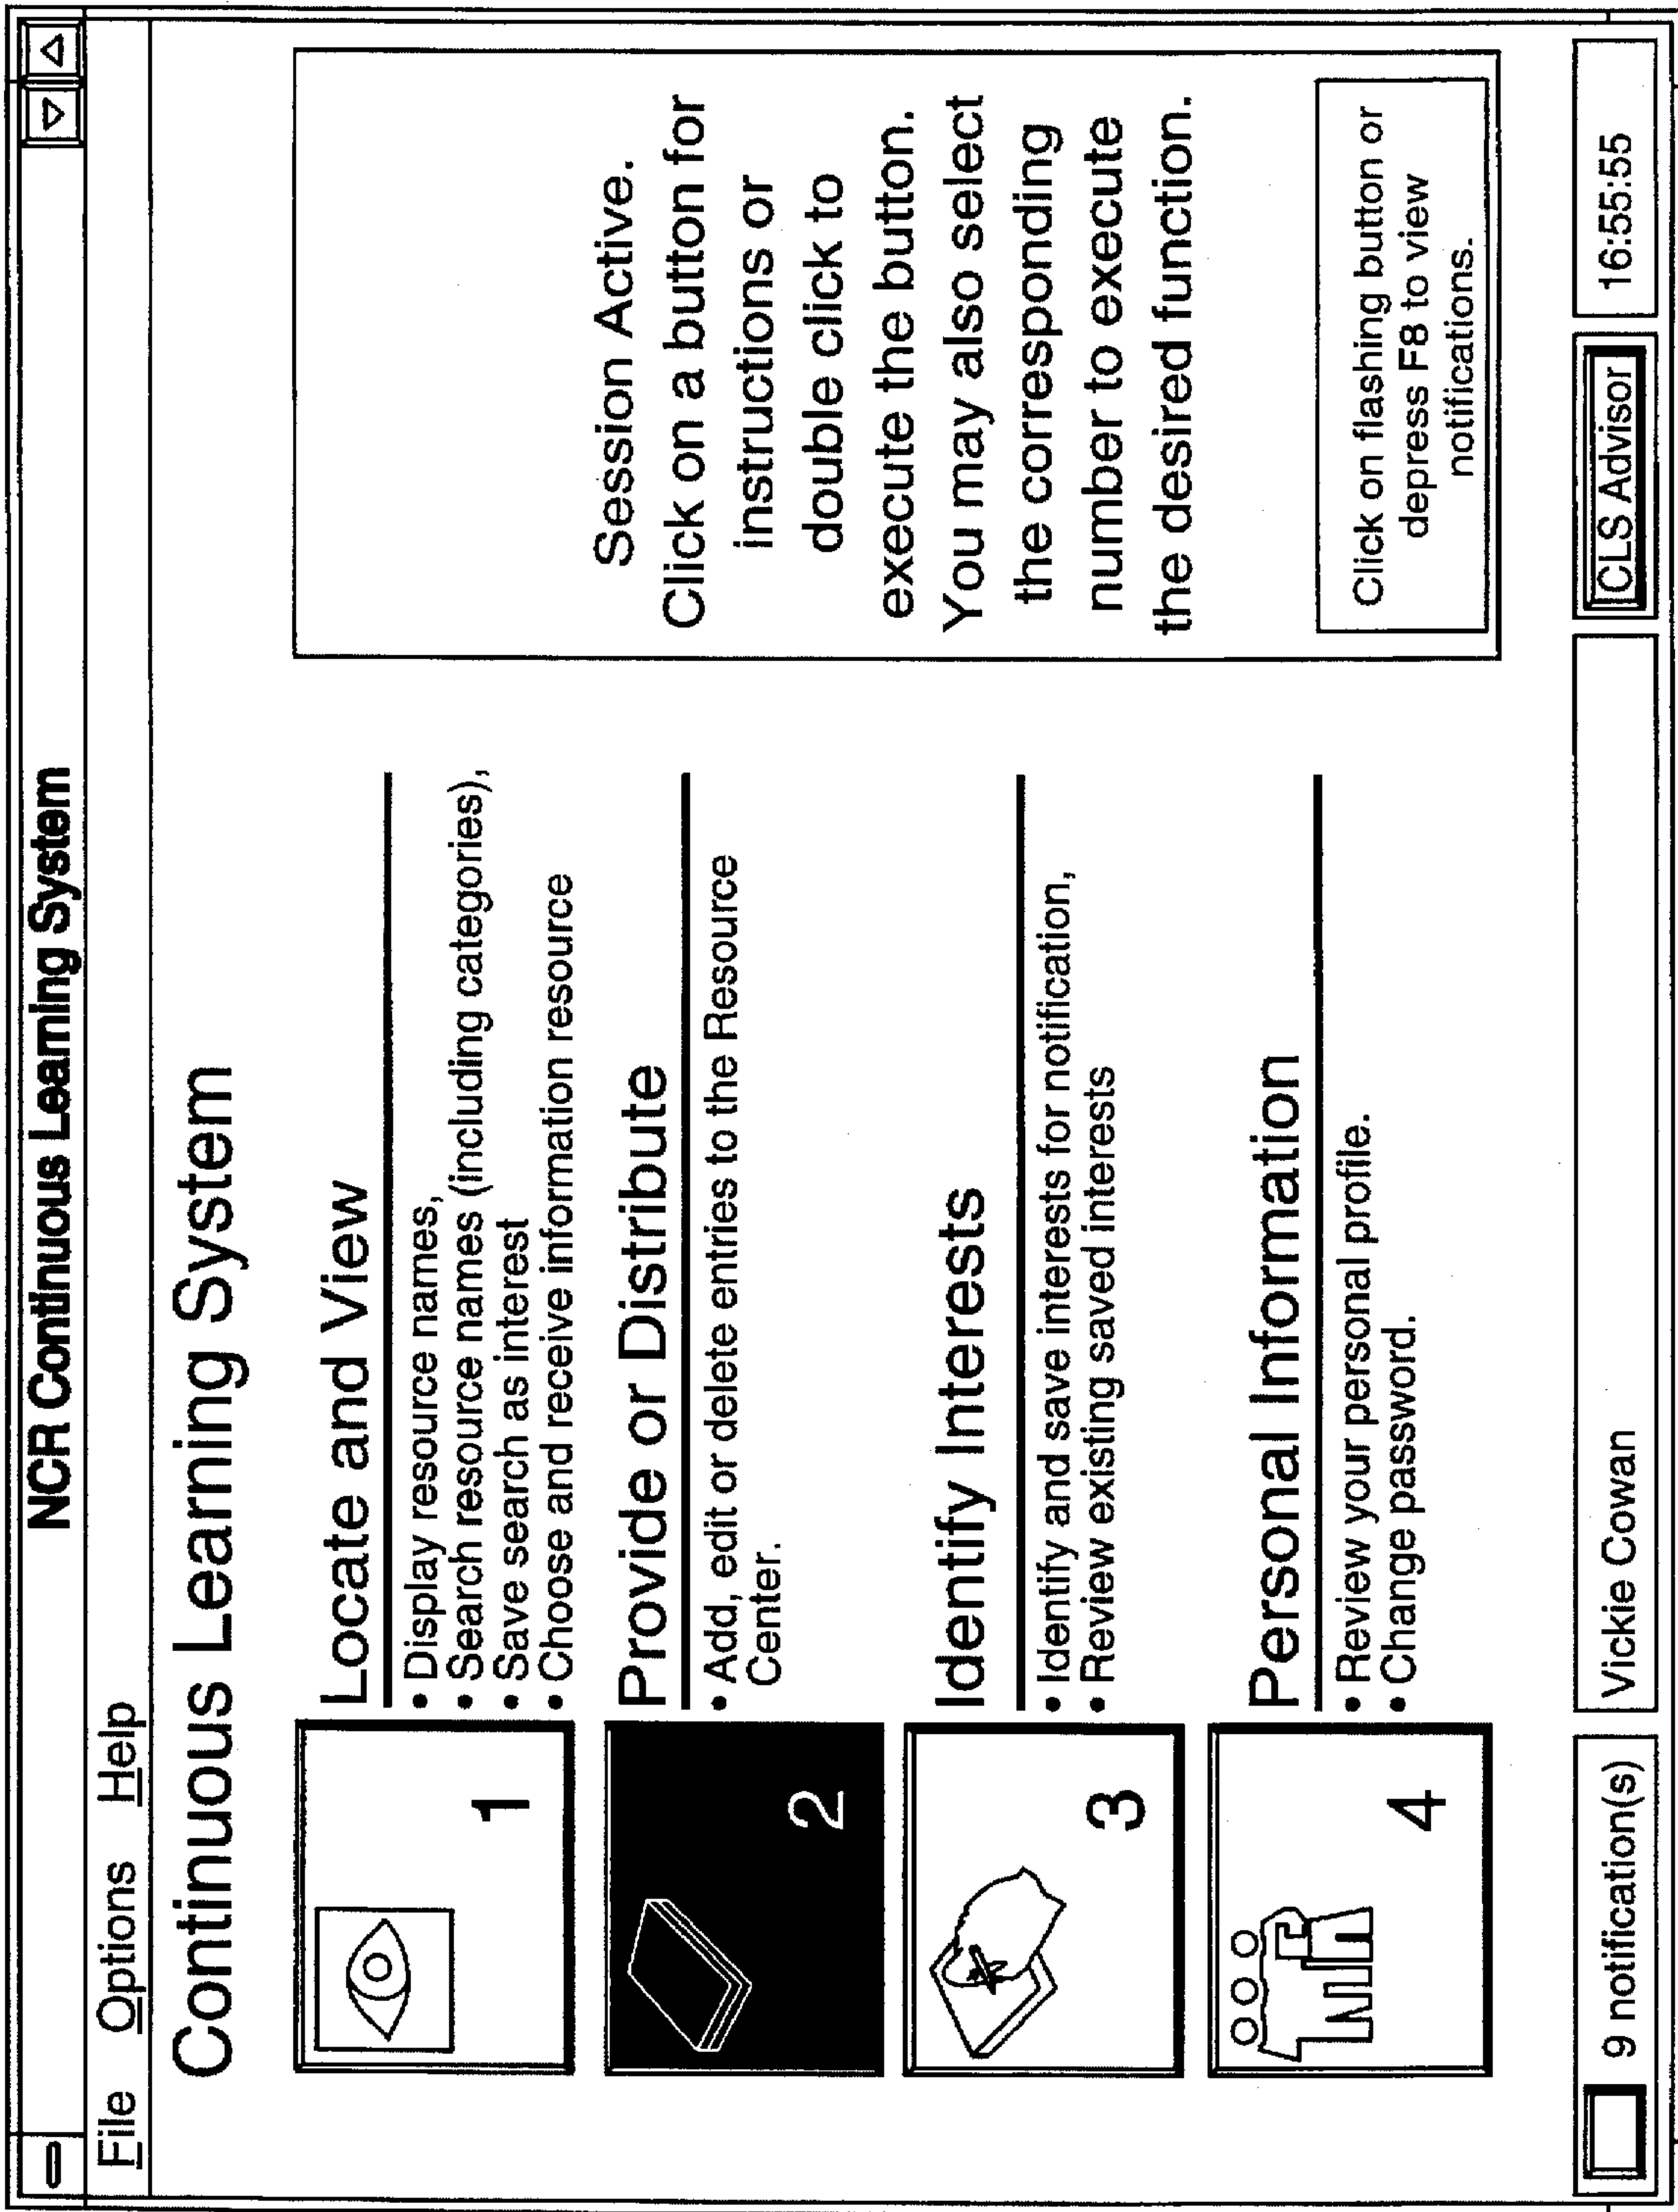 NCR Continuous Learning System
File Options Help
Continuous Learning System
1
Locate and View
• Display resource names,
• Search resource names (including categories),
• Save search as interest
• Choose and receive information resource
2
Provide or Distribute
• Add, edit or delete entries to the Resource
Center.
3
Identify Interests
• Identify and save interests for notification,
• Review existing saved interests
4
Personal Information
• Review your personal profile.
• Change password.
Session Active.
Click on a button for
instructions or
double click to
execute the button.
You may also select
the corresponding
number to execute
the desired function.
Click on flashing button or
depress F8 to view
notifications.
9 notification(s)
Vickie Cowan
CLS Advisor
16:55:55